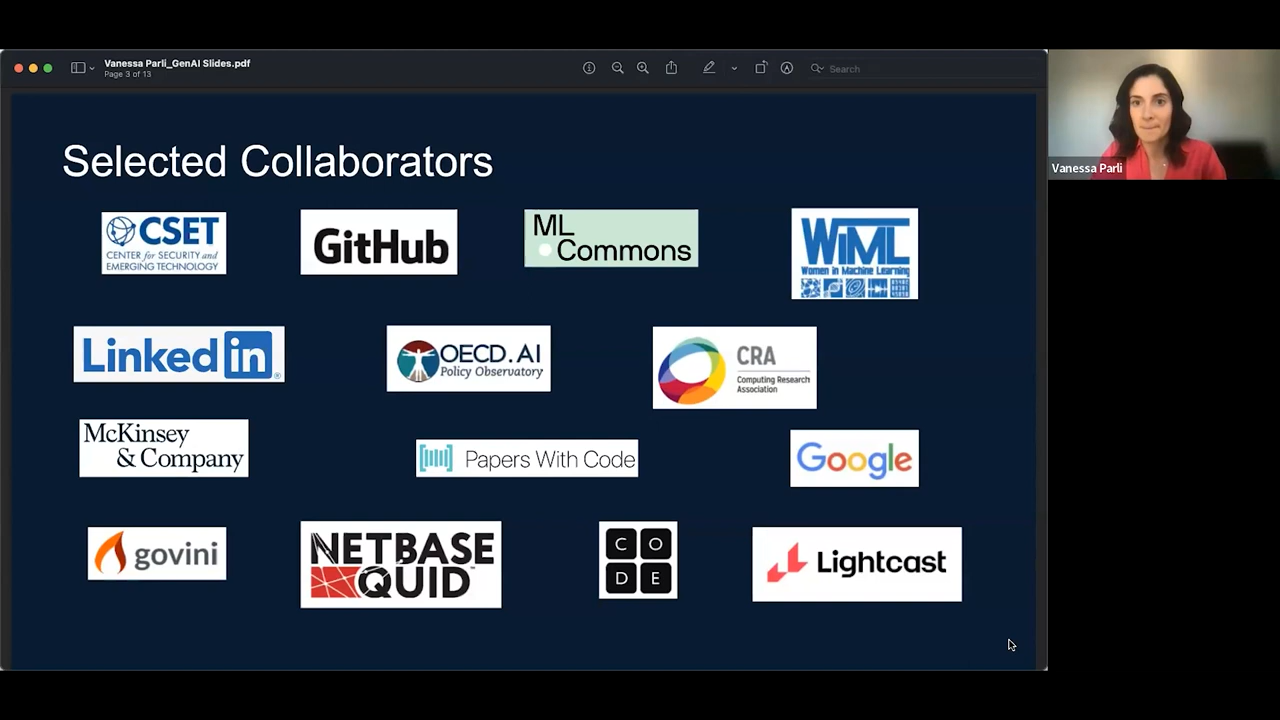 Vanessa Parli_GenAI Slides.pdf
Page 3 of 13
Search
Vanessa Parli
Selected Collaborators
CSET
CENTER for SECURITY and
EMERGING TECHNOLOGY
GitHub
ML
Commons
WiML
Women in Machine Learning
Linked in
OECD.AI
Policy Observatory
CRA
Computing Research
Association
McKinsey
& Company
Papers With Code
Google
govini
NETBASE
QUID
C O
D E
Lightcast